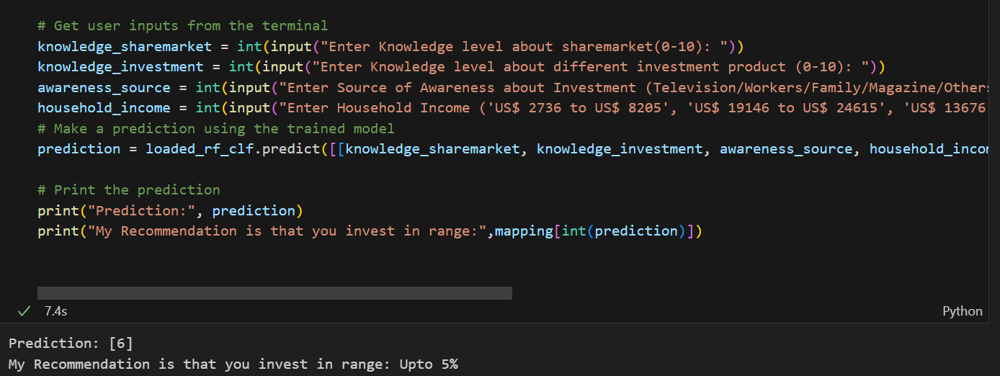 # Get user inputs from the terminal
knowledge_sharemarket = int(input("Enter Knowledge level about sharemarket(0-10): "))
knowledge_investment = int(input("Enter Knowledge level about different investment product (0-10): "))
awareness_source = int(input("Enter Source of Awareness about Investment (Television/Workers/Family/Magazine/Others
household_income = int(input("Enter Household Income ('US$ 2736 to US$ 8205', 'US$ 19146 to US$ 24615', 'US$ 13676
# Make a prediction using the trained model
prediction = loaded_rf_clf.predict([[knowledge_sharemarket, knowledge_investment, awareness_source, household_incom
# Print the prediction
print("Prediction:", prediction)
print("My Recommendation is that you invest in range:",mapping[int(prediction)])
7.4s
Python
Prediction: [6]
My Recommendation is that you invest in range: Upto 5%